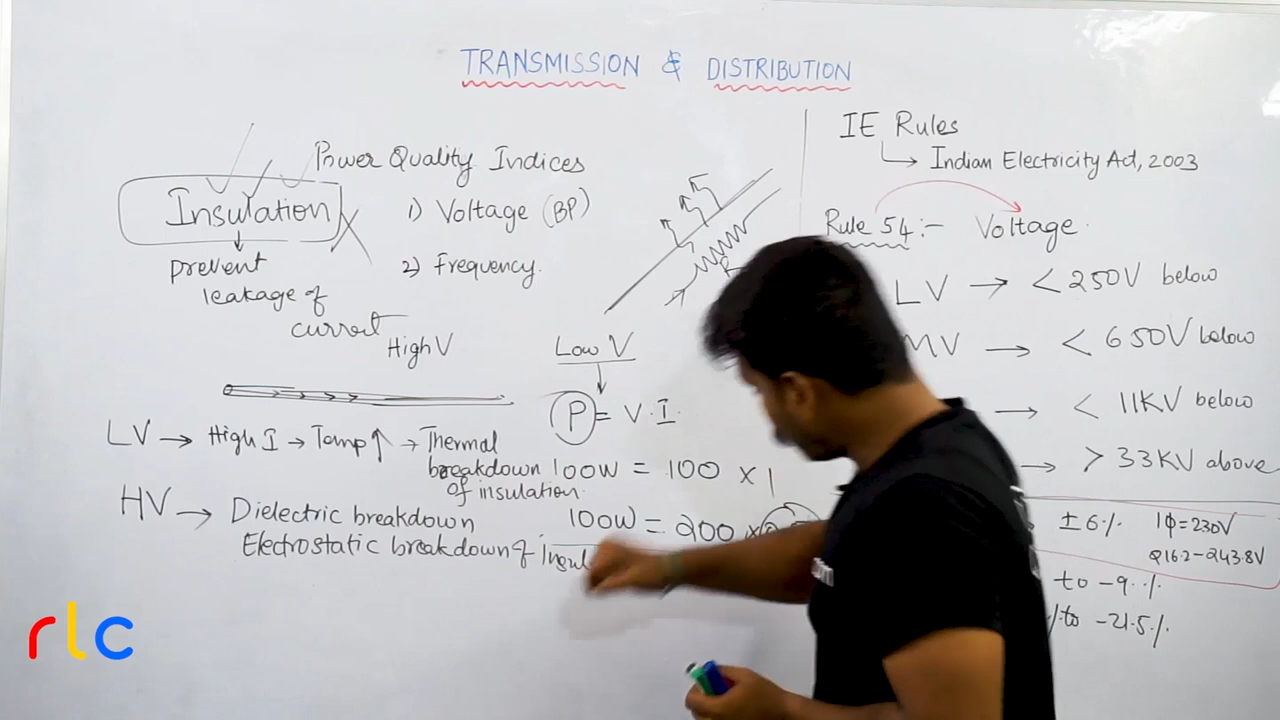 TRANSMISSION & DISTRIBUTION
Power Quality Indices
Insulation
1) Voltage (BP)
2) Frequency.
prevent
leakage of
current
High V
Low V
P = V.I.
LV → High I → Temp↑ → Thermal
breakdown
of insulation.
100W = 100 × 1
HV → Dielectric breakdown
Electrostatic breakdown of Insul
100W = 200 ×
R
IE Rules
Indian Electricity Act, 2003
Rule 54:- Voltage.
LV → < 250V below
MV → < 650V below
→ < 11KV below
→ > 33KV above
±6% 1φ=230V
216.2-243.8V
to -9%
% to -21.5%
rlc